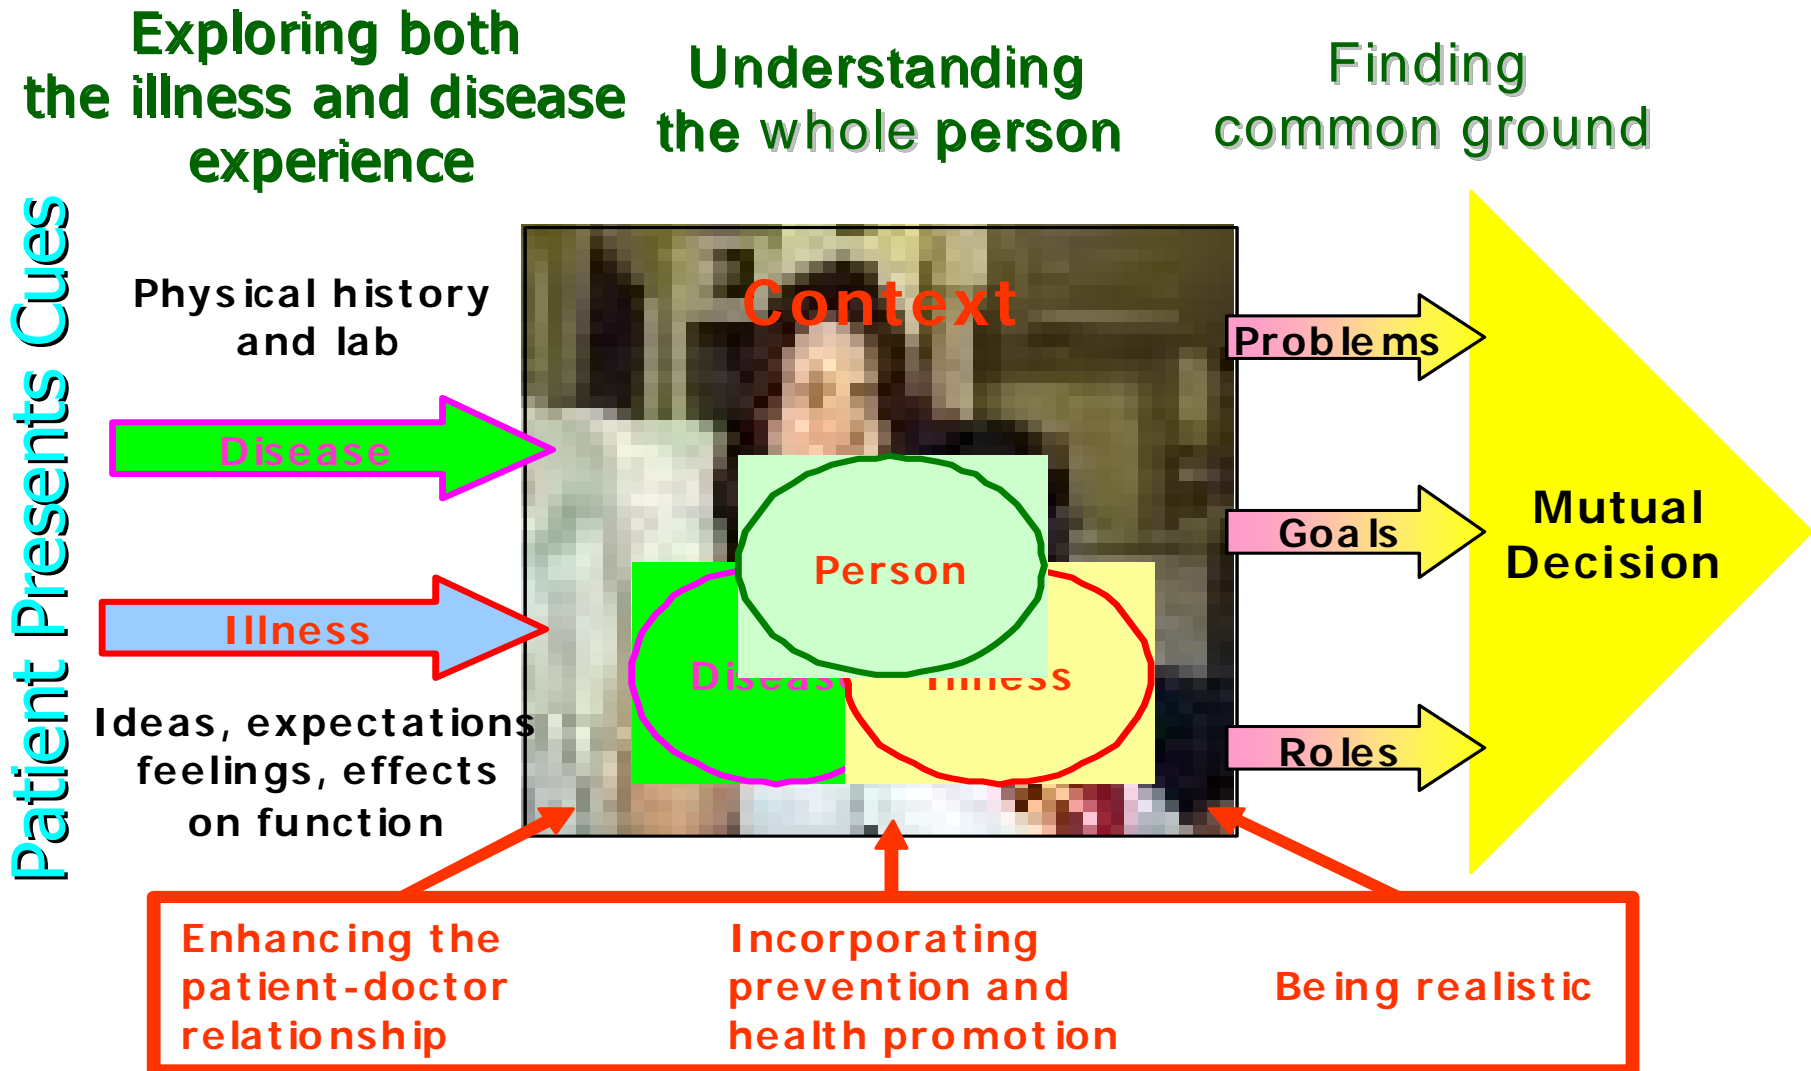 Exploring both
the illness and disease
experience
Understanding
the whole person
Finding
common ground
Patient Presents Cues
Physical history
and lab
Disease
Illness
Ideas, expectations
feelings, effects
on function
Context
Person
Disease
Illness
Problems
Goals
Roles
Mutual
Decision
Enhancing the
patient-doctor
relationship
Incorporating
prevention and
health promotion
Being realistic